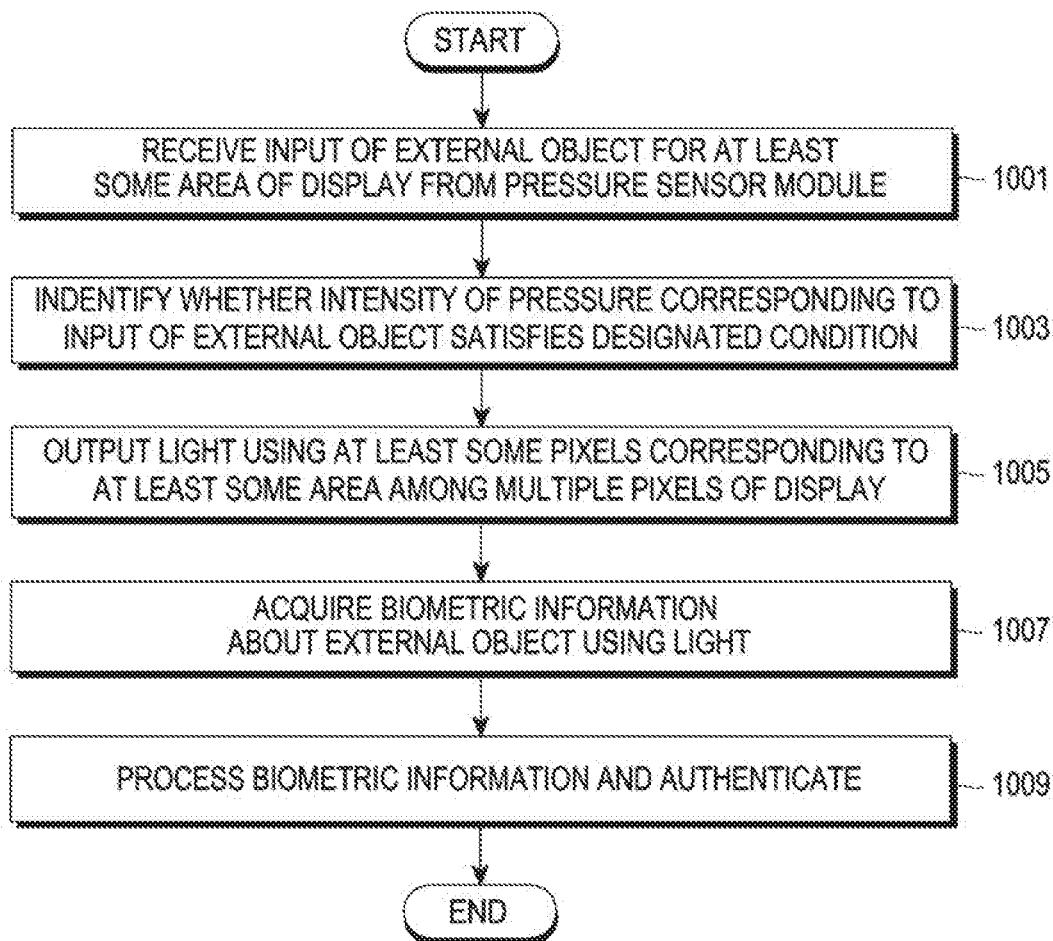 START
RECEIVE INPUT OF EXTERNAL OBJECT FOR AT LEAST
SOME AREA OF DISPLAY FROM PRESSURE SENSOR MODULE
1001
INDENTIFY WHETHER INTENSITY OF PRESSURE CORRESPONDING TO
INPUT OF EXTERNAL OBJECT SATISFIES DESIGNATED CONDITION
1003
OUTPUT LIGHT USING AT LEAST SOME PIXELS CORRESPONDING TO
AT LEAST SOME AREA AMONG MULTIPLE PIXELS OF DISPLAY
1005
ACQUIRE BIOMETRIC INFORMATION
ABOUT EXTERNAL OBJECT USING LIGHT
1007
PROCESS BIOMETRIC INFORMATION AND AUTHENTICATE
1009
END